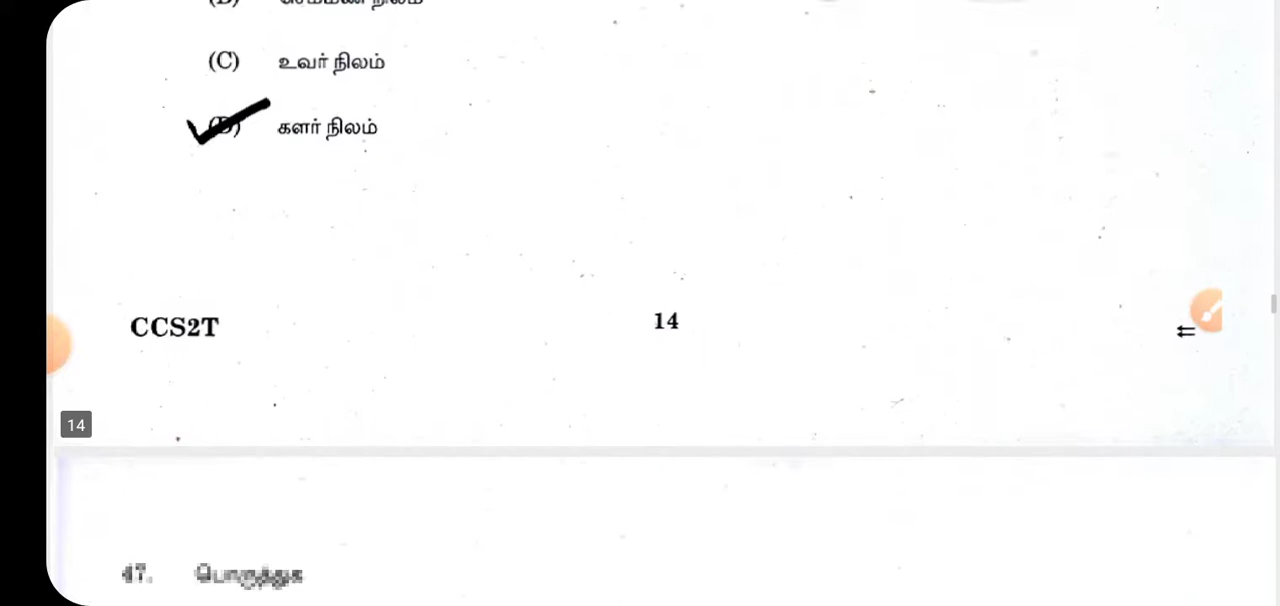 (C) உவர் நிலம்
(D) களர் நிலம்
CCS2T 14 ⇐
14
47. பொருத்துக